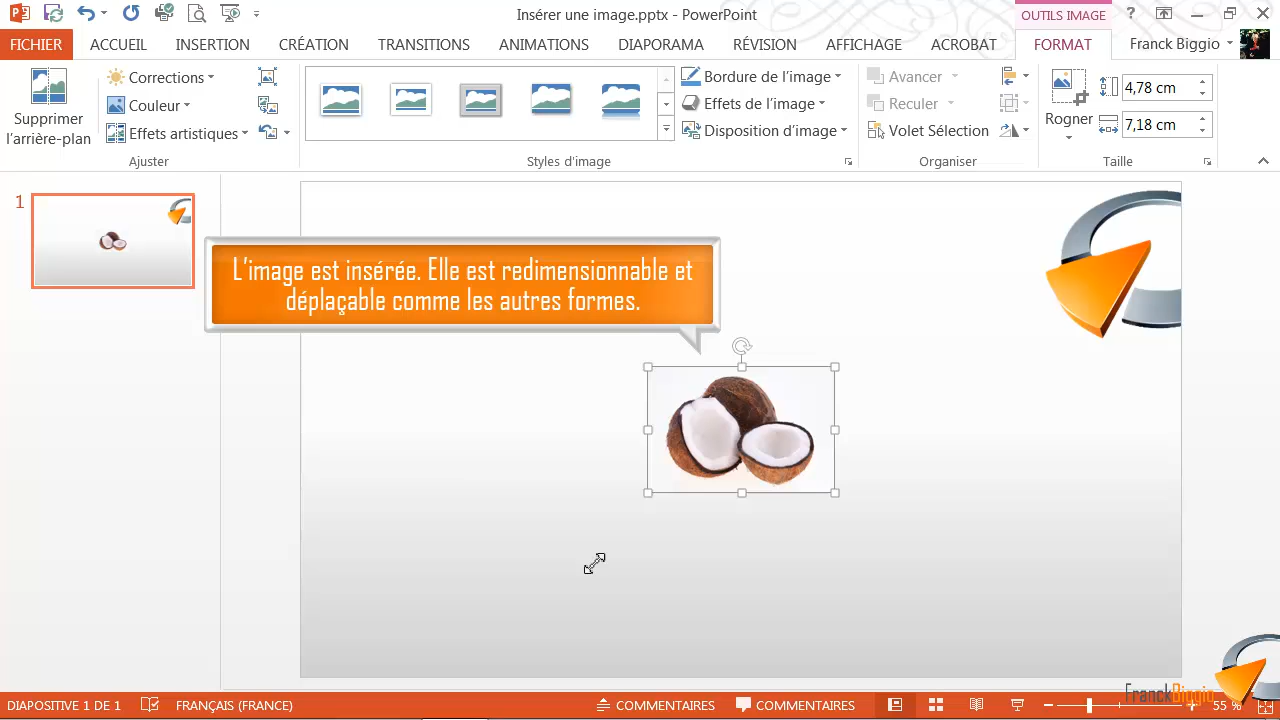 Insérer une image.pptx - PowerPoint
OUTILS IMAGE
?
FICHIER
ACCUEIL
INSERTION
CRÉATION
TRANSITIONS
ANIMATIONS
DIAPORAMA
RÉVISION
AFFICHAGE
ACROBAT
FORMAT
Franck Biggio
Supprimer
l'arrière-plan
Corrections
Couleur
Effets artistiques
Ajuster
Bordure de l'image
Effets de l'image
Disposition d'image
Styles d'image
Avancer
Reculer
Volet Sélection
Organiser
Rogner
4,78 cm
7,18 cm
Taille
1
L'image est insérée. Elle est redimensionnable et
déplaçable comme les autres formes.
DIAPOSITIVE 1 DE 1
FRANÇAIS (FRANCE)
COMMENTAIRES
COMMENTAIRES
55 %
FranckBiggio